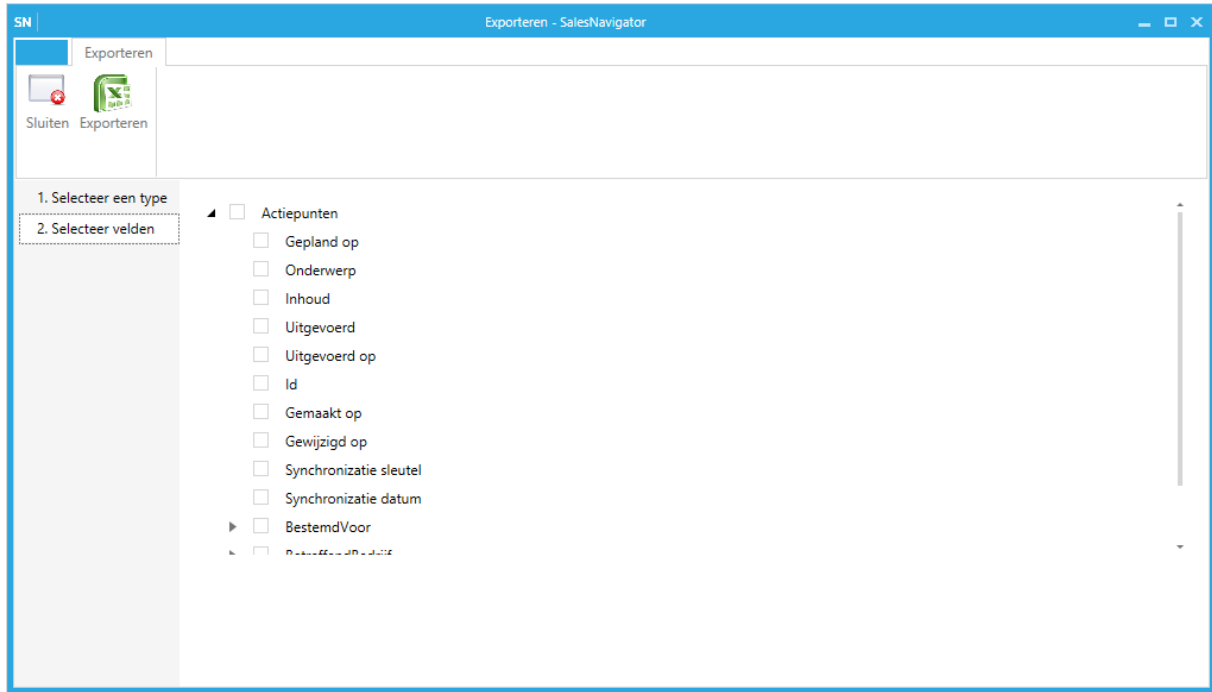 SN
Exporteren - SalesNavigator
Exporteren
Sluiten
Exporteren
1. Selecteer een type
2. Selecteer velden
Actiepunten
Gepland op
Onderwerp
Inhoud
Uitgevoerd
Uitgevoerd op
Id
Gemaakt op
Gewijzigd op
Synchronizatie sleutel
Synchronizatie datum
BestemdVoor
BetreffendBedrijf